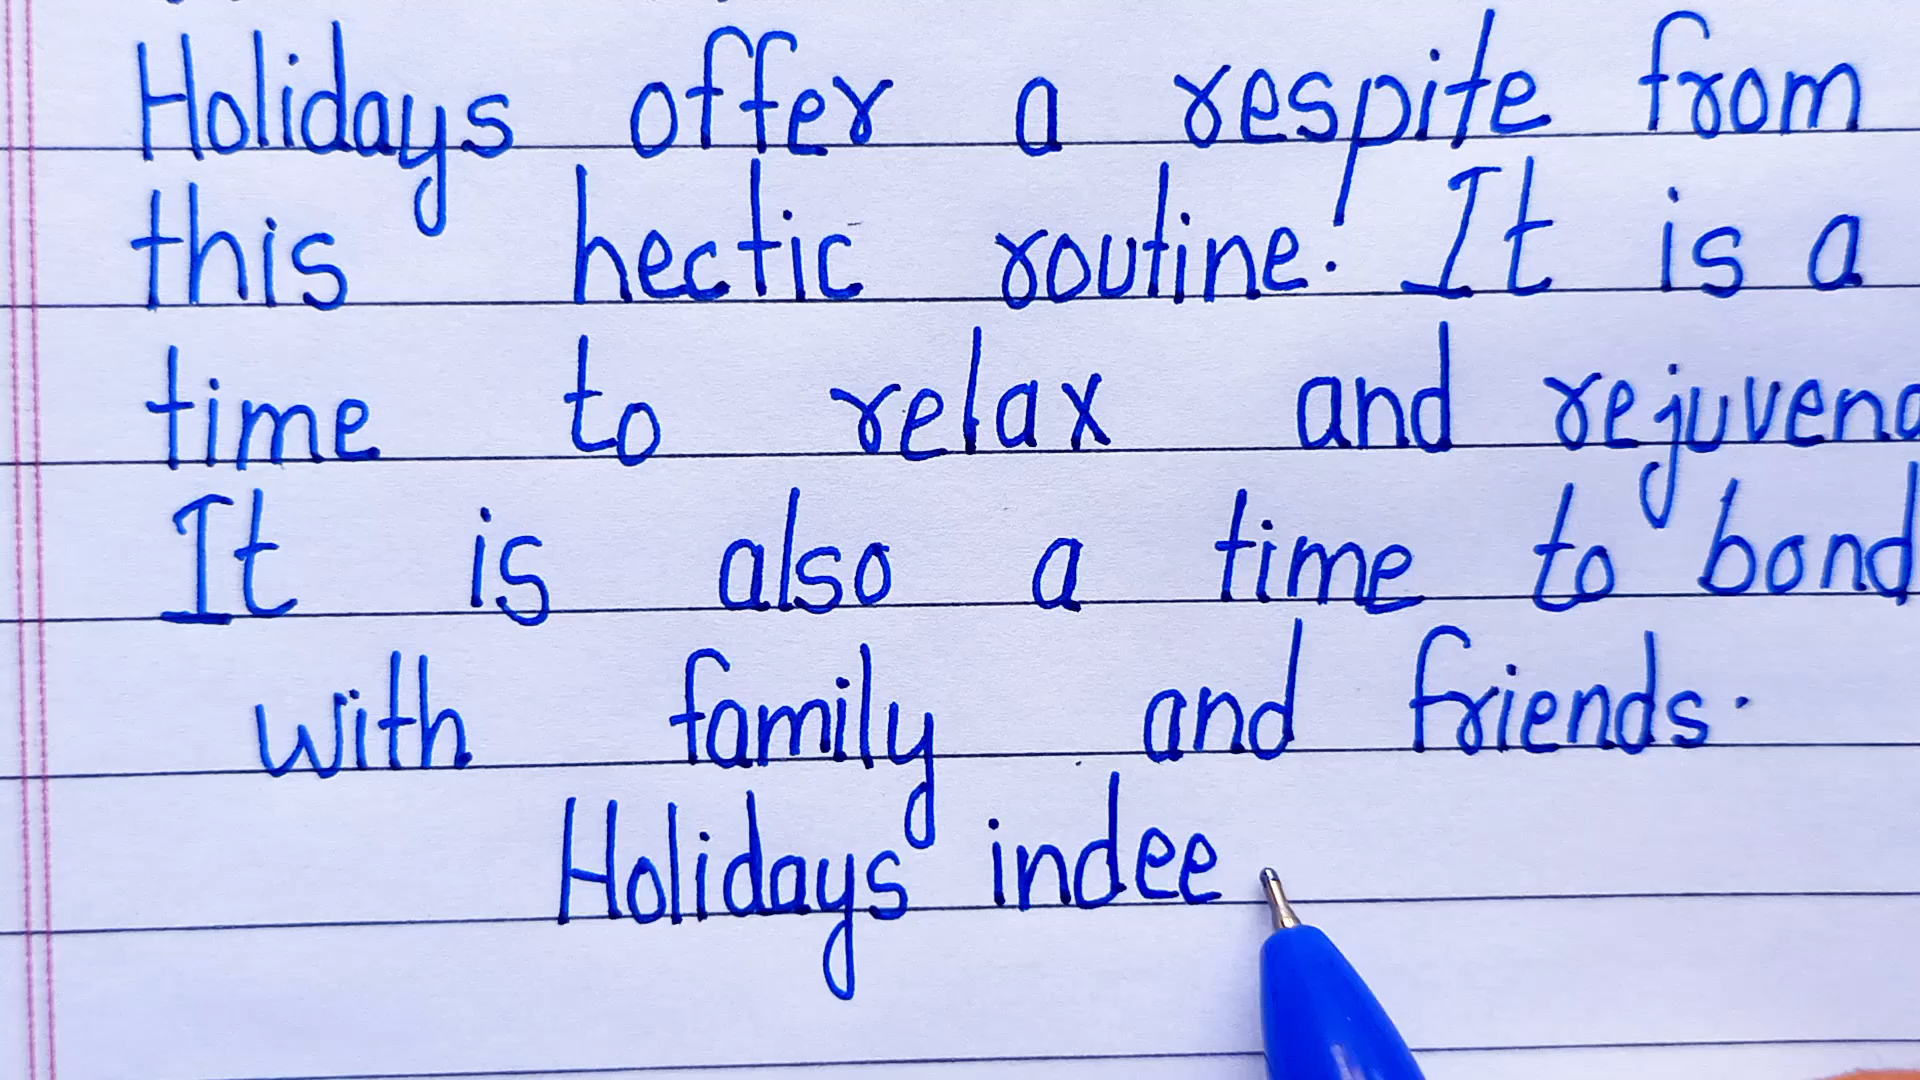 Holidays offer a respite from
this hectic routine. It is a
time to relax and rejuvena
It is also a time to bond
with family and friends.
Holidays indee